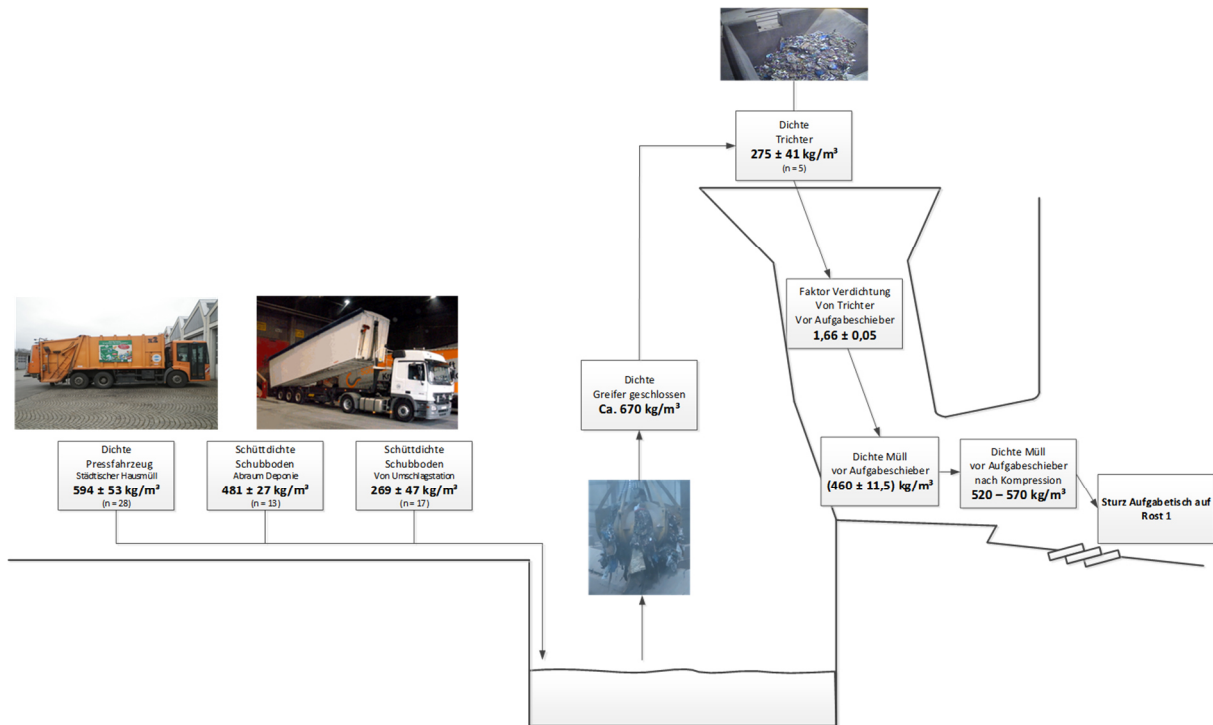 Dichte
Trichter
275 ± 41 kg/m³
(n = 5)
Faktor Verdichtung
Von Trichter
Vor Aufgabeschieber
1,66 ± 0,05
Dichte
Greifer geschlossen
Ca. 670 kg/m³
Dichte
Pressfahrzeug
Städtischer Hausmüll
594 ± 53 kg/m³
(n = 28)
Schüttdichte
Schubboden
Abraum Deponie
481 ± 27 kg/m³
(n = 13)
Schüttdichte
Schubboden
Von Umschlagstation
269 ± 47 kg/m³
(n = 17)
Dichte Müll
vor Aufgabeschieber
(460 ± 11,5) kg/m³
Dichte Müll
vor Aufgabeschieber
nach Kompression
520 – 570 kg/m³
Sturz Aufgabetisch auf
Rost 1